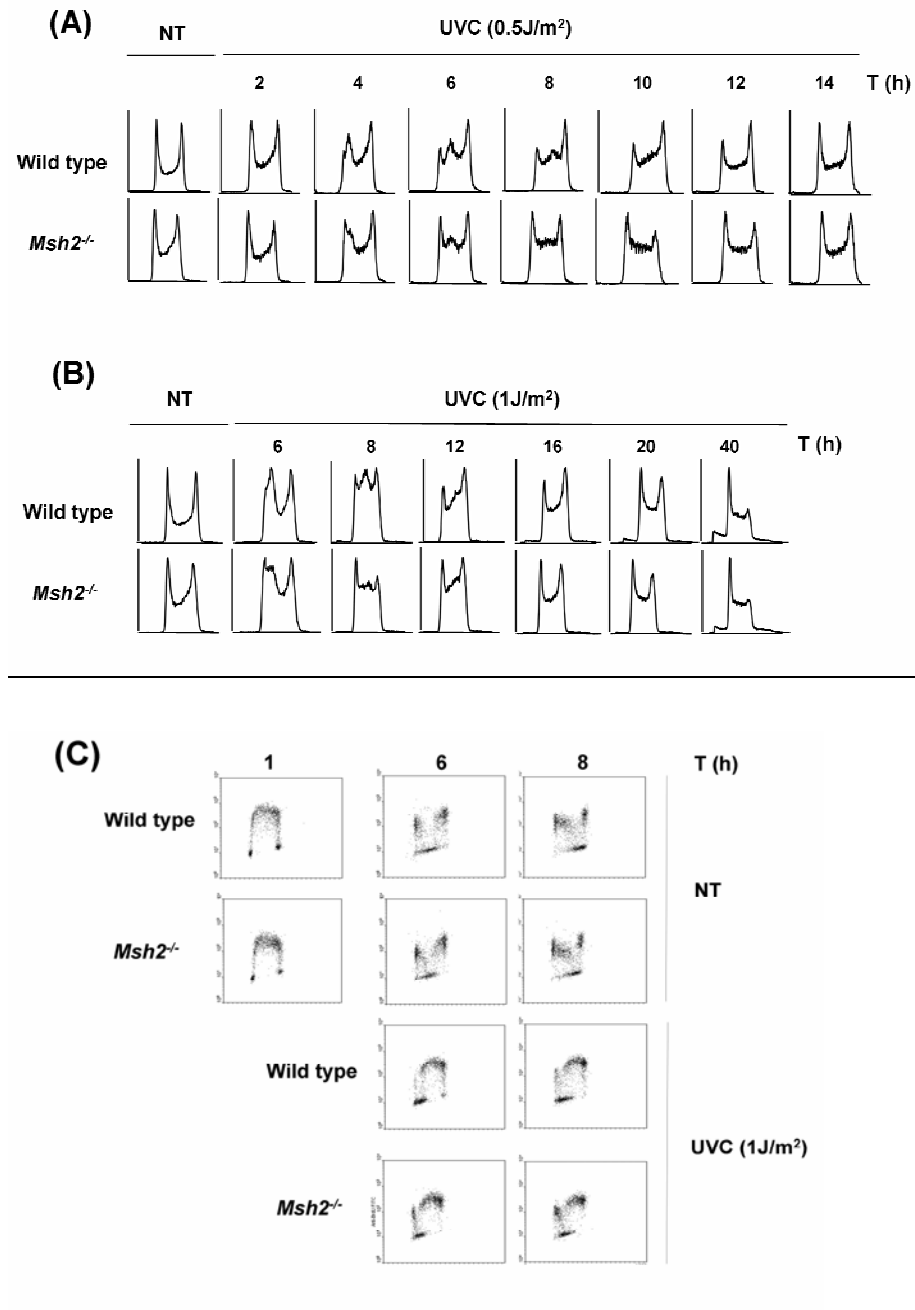 (A)
NT UVC (0.5J/m²)
2 4 6 8 10 12 14 T (h)
Wild type
Msh2-/-
(B)
NT UVC (1J/m²)
6 8 12 16 20 40 T (h)
Wild type
Msh2-/-
(C)
1 6 8 T (h)
Wild type
NT
Msh2-/-
Wild type
UVC (1J/m²)
Msh2-/-